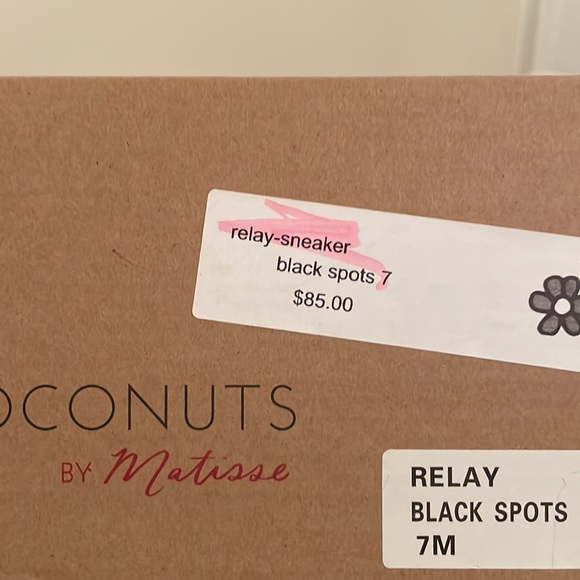 relay-sneaker
black spots 7
$85.00
OCONUTS
BY Matisse
RELAY
BLACK SPOTS
7M